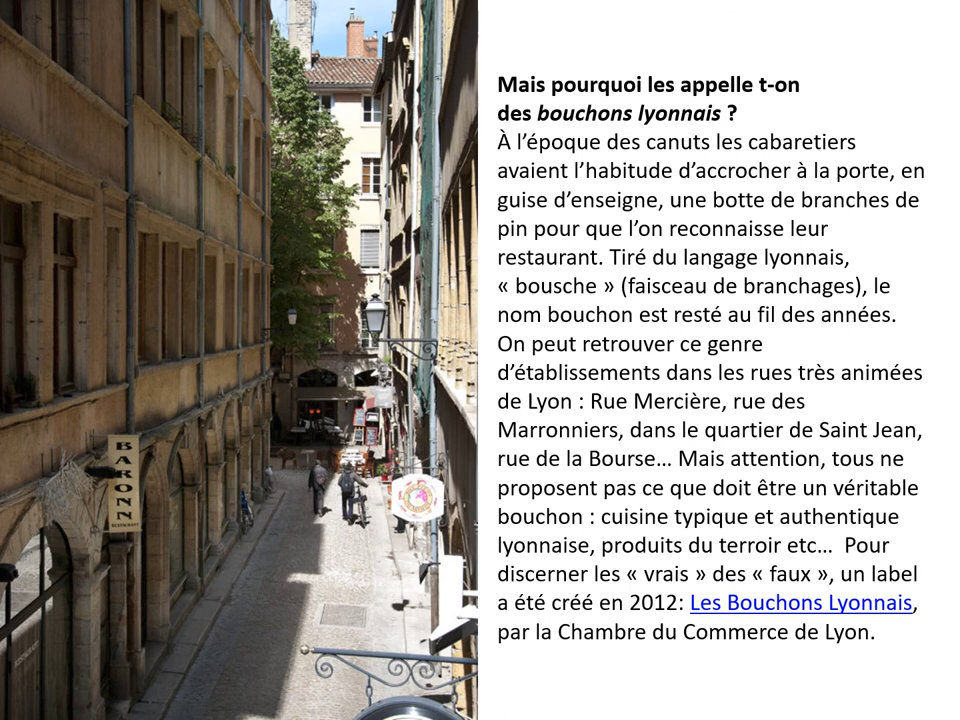 BARONN
RESTAURANT
Mais pourquoi les appelle t-on
des bouchons lyonnais ?
À l’époque des canuts les cabaretiers
avaient l’habitude d’accrocher à la porte, en
guise d’enseigne, une botte de branches de
pin pour que l’on reconnaisse leur
restaurant. Tiré du langage lyonnais,
« bousche » (faisceau de branchages), le
nom bouchon est resté au fil des années.
On peut retrouver ce genre
d’établissements dans les rues très animées
de Lyon : Rue Mercière, rue des
Marronniers, dans le quartier de Saint Jean,
rue de la Bourse… Mais attention, tous ne
proposent pas ce que doit être un véritable
bouchon : cuisine typique et authentique
lyonnaise, produits du terroir etc…  Pour
discerner les « vrais » des « faux », un label
a été créé en 2012: Les Bouchons Lyonnais,
par la Chambre du Commerce de Lyon.